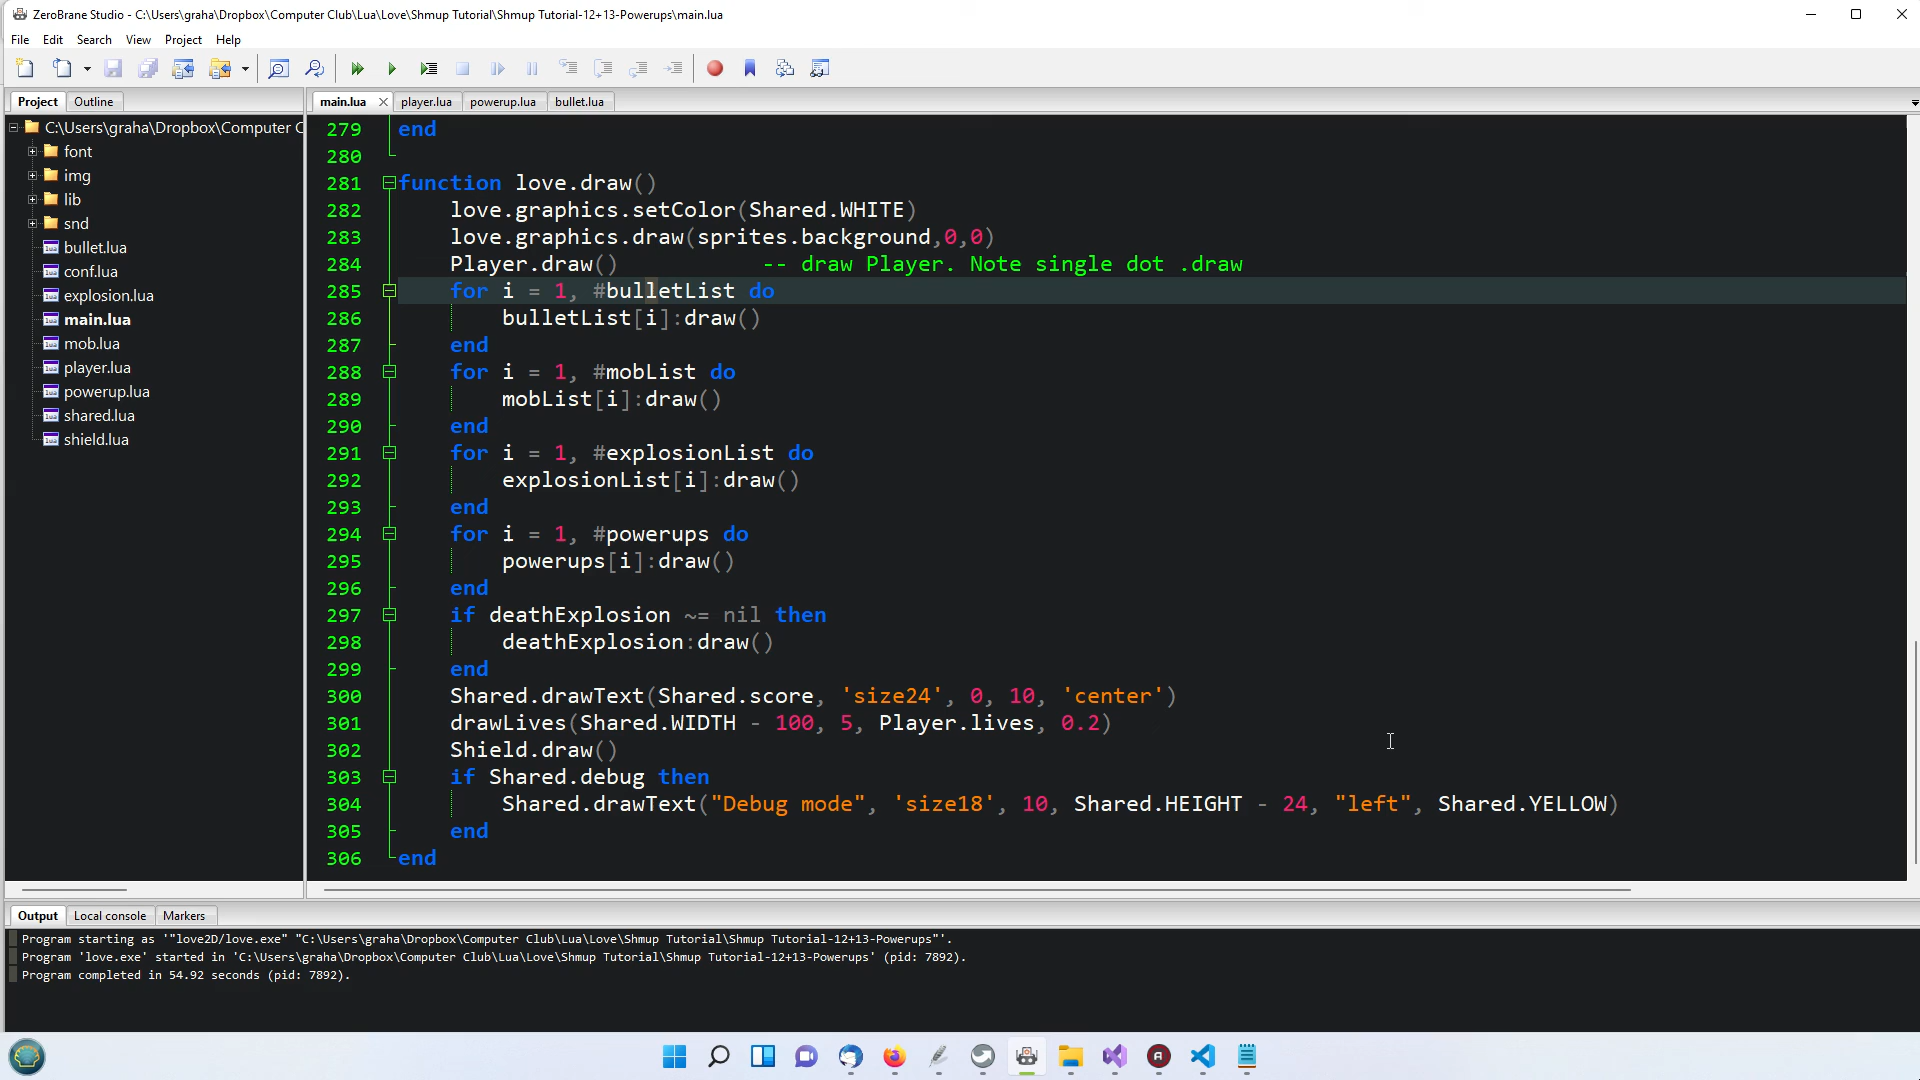 ZeroBrane Studio - C:\Users\graha\Dropbox\Computer Club\Lua\Love\Shmup Tutorial\Shmup Tutorial-12+13-Powerups\main.lua
File Edit Search View Project Help
Project Outline
main.lua player.lua powerup.lua bullet.lua
C:\Users\graha\Dropbox\Computer C
font
img
lib
snd
bullet.lua
conf.lua
explosion.lua
main.lua
mob.lua
player.lua
powerup.lua
shared.lua
shield.lua
279 end
280
281 function love.draw()
282 love.graphics.setColor(Shared.WHITE)
283 love.graphics.draw(sprites.background,0,0)
284 Player.draw() -- draw Player. Note single dot .draw
285 for i = 1, #bulletList do
286 bulletList[i]:draw()
287 end
288 for i = 1, #mobList do
289 mobList[i]:draw()
290 end
291 for i = 1, #explosionList do
292 explosionList[i]:draw()
293 end
294 for i = 1, #powerups do
295 powerups[i]:draw()
296 end
297 if deathExplosion ~= nil then
298 deathExplosion:draw()
299 end
300 Shared.drawText(Shared.score, 'size24', 0, 10, 'center')
301 drawLives(Shared.WIDTH - 100, 5, Player.lives, 0.2)
302 Shield.draw()
303 if Shared.debug then
304 Shared.drawText("Debug mode", 'size18', 10, Shared.HEIGHT - 24, "left", Shared.YELLOW)
305 end
306 end
Output Local console Markers
Program starting as '"love2D/love.exe" "C:\Users\graha\Dropbox\Computer Club\Lua\Love\Shmup Tutorial\Shmup Tutorial-12+13-Powerups"'.
Program 'love.exe' started in 'C:\Users\graha\Dropbox\Computer Club\Lua\Love\Shmup Tutorial\Shmup Tutorial-12+13-Powerups' (pid: 7892).
Program completed in 54.92 seconds (pid: 7892).